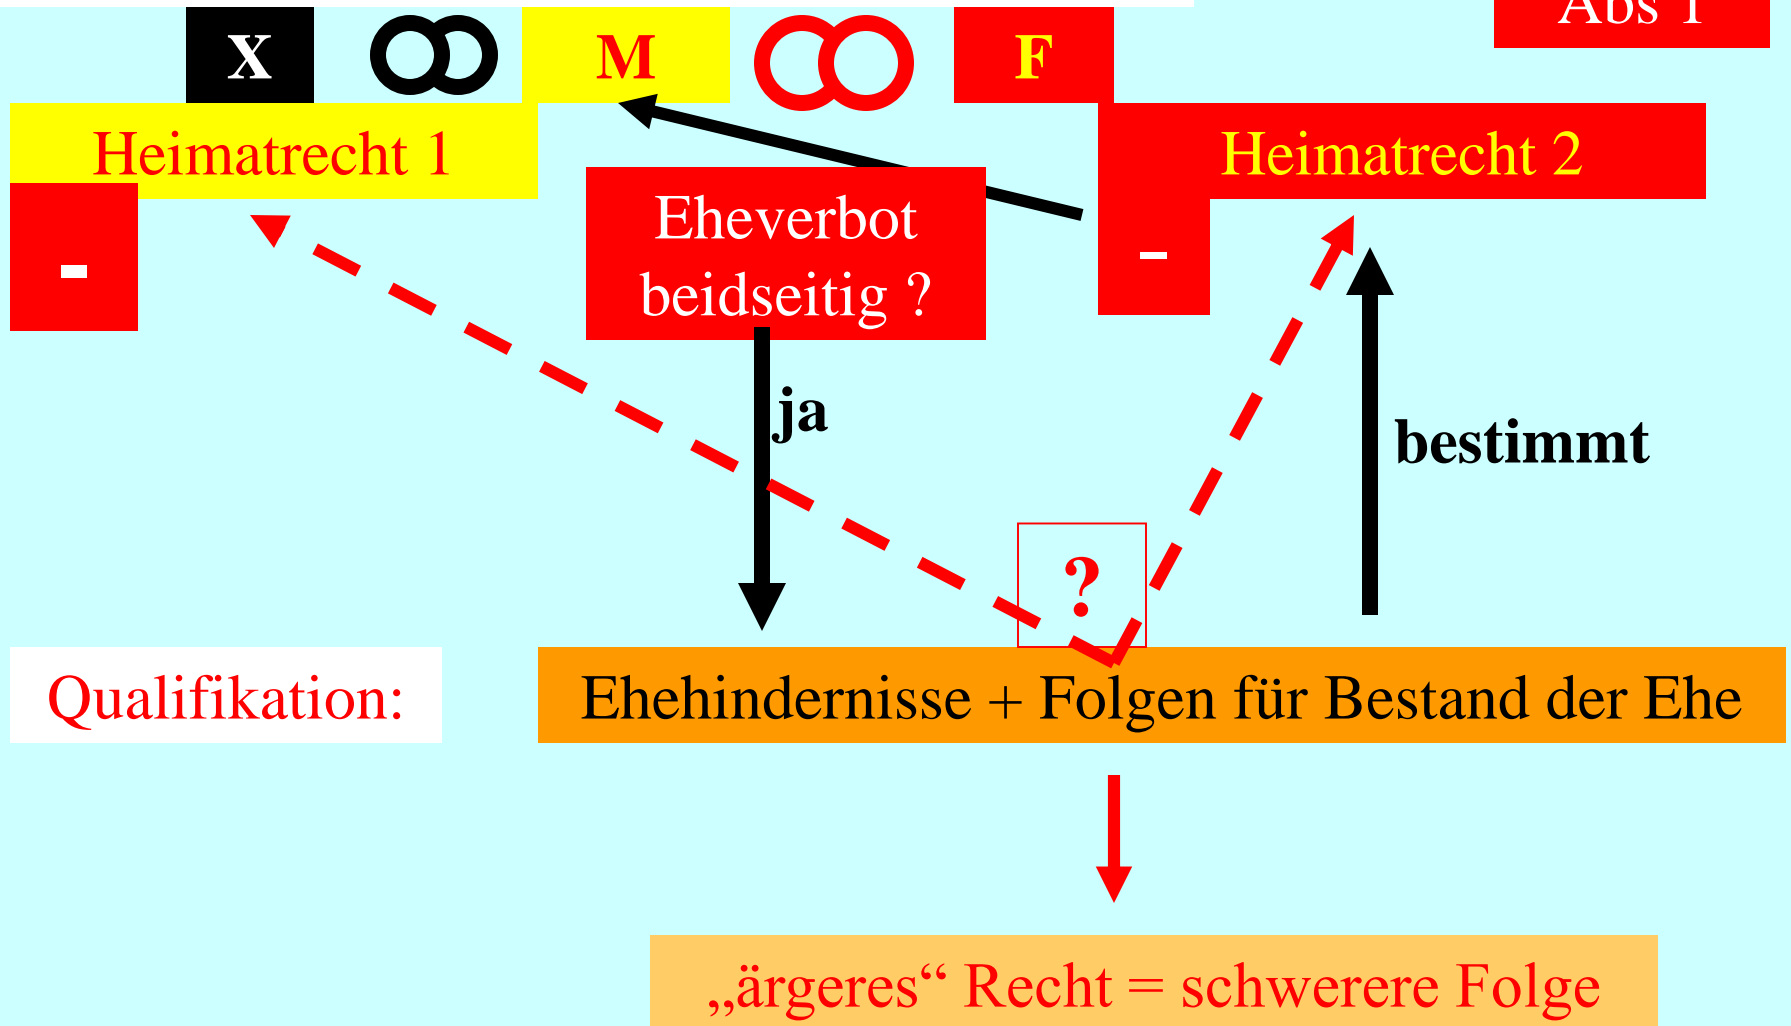 Abs 1
X
M
F
Heimatrecht 1
Heimatrecht 2
-
Eheverbot
beidseitig ?
-
ja
bestimmt
?
Qualifikation:
Ehehindernisse + Folgen für Bestand der Ehe
„ärgeres“ Recht = schwerere Folge